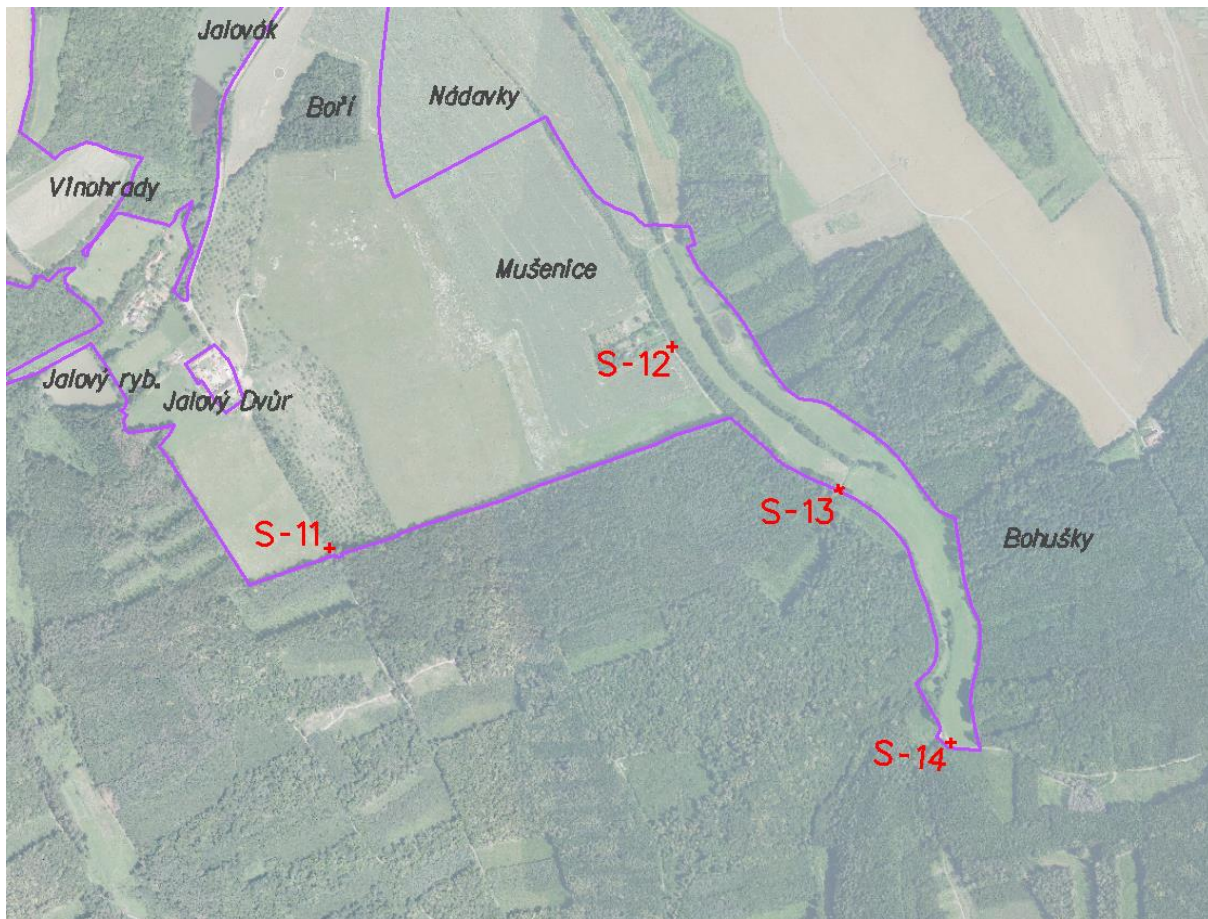 Jalovák
Boří
Nádavky
Vinohrady
Mušenice
S-12
Jalový ryb.
Jalový Dvůr
S-13
S-11
Bohušky
S-14